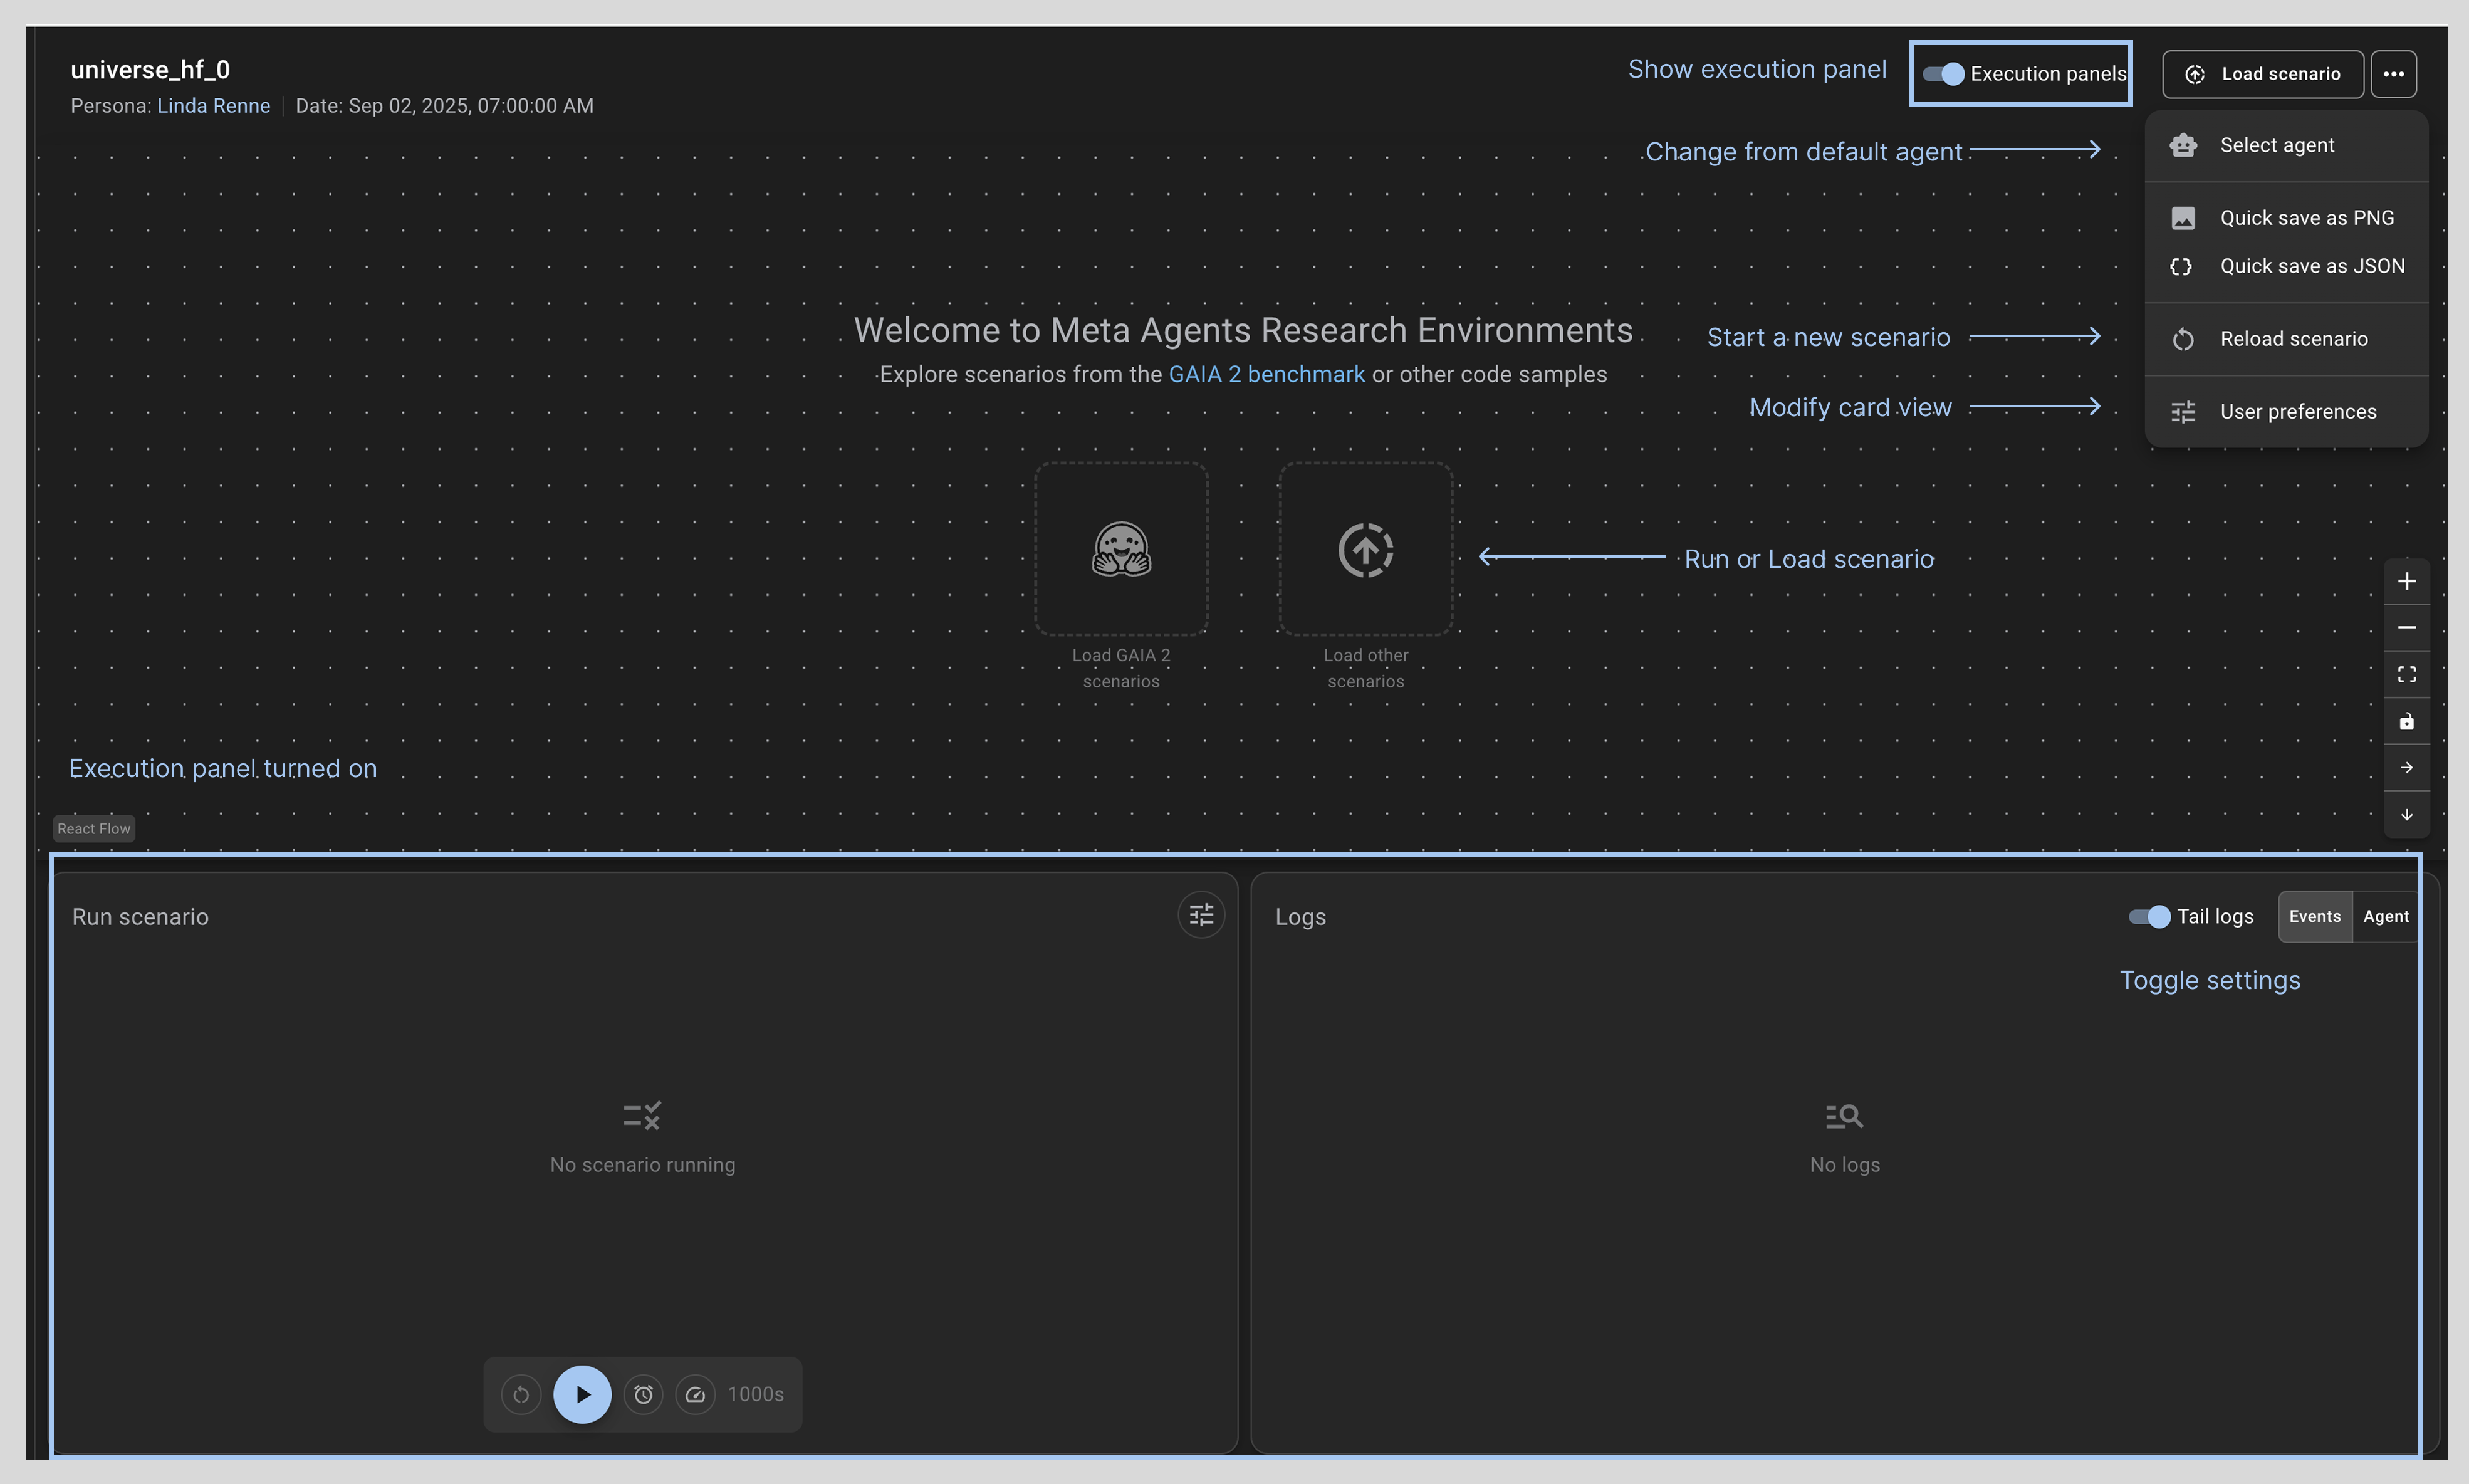 universe_hf_0
Persona: Linda Renne
Date: Sep 02, 2025, 07:00:00 AM
Show execution panel
Execution panels
Load scenario
Change from default agent
Select agent
Quick save as PNG
Quick save as JSON
Welcome to Meta Agents Research Environments
Start a new scenario
Reload scenario
Explore scenarios from the GAIA 2 benchmark or other code samples
Modify card view
User preferences
Run or Load scenario
Load GAIA 2
scenarios
Load other
scenarios
Execution panel turned on
React Flow
Run scenario
Logs
Tail logs
Events
Agent
Toggle settings
No scenario running
No logs
1000s